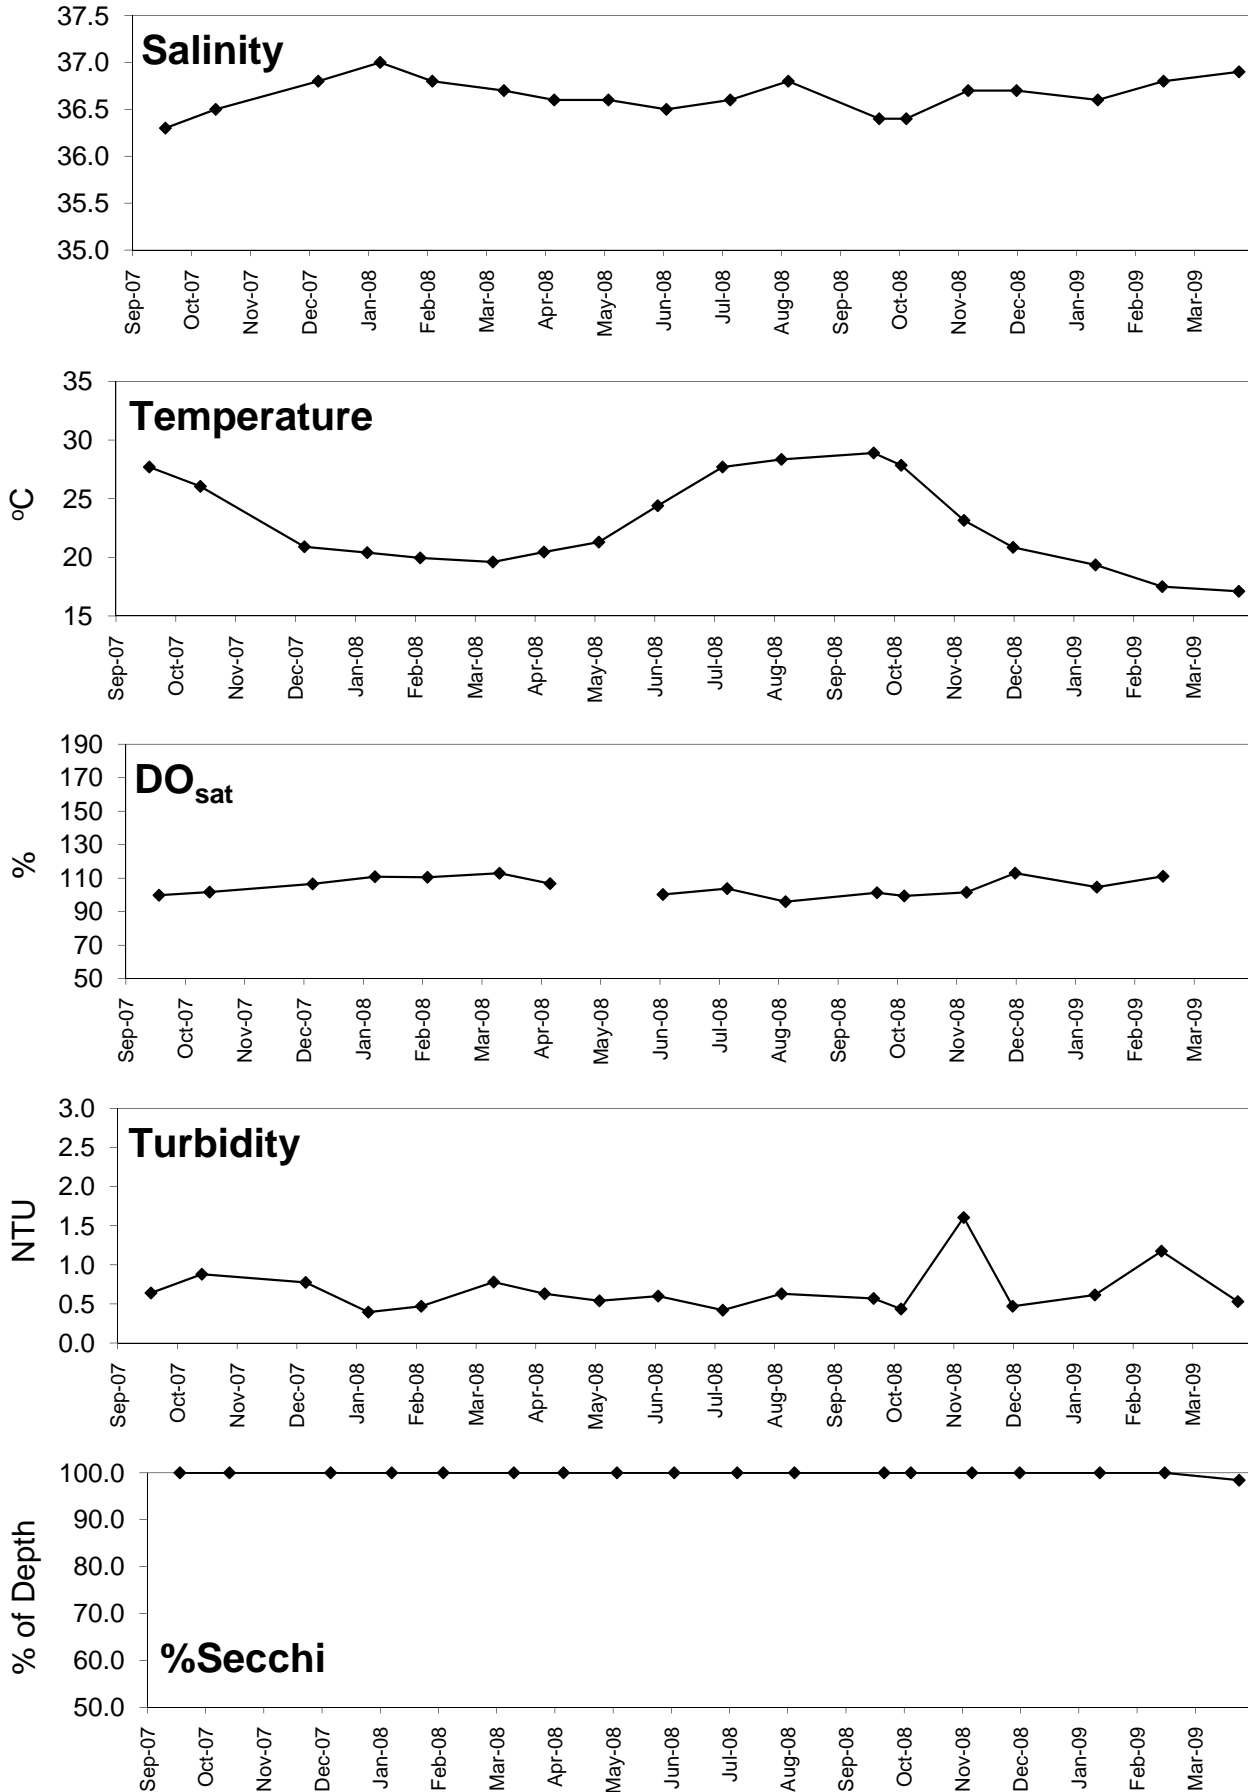 Salinity
37.5
37.0
36.5
36.0
35.5
35.0
Sep-07 Oct-07 Nov-07 Dec-07 Jan-08 Feb-08 Mar-08 Apr-08 May-08 Jun-08 Jul-08 Aug-08 Sep-08 Oct-08 Nov-08 Dec-08 Jan-09 Feb-09 Mar-09
Temperature
ºC
35
30
25
20
15
Sep-07 Oct-07 Nov-07 Dec-07 Jan-08 Feb-08 Mar-08 Apr-08 May-08 Jun-08 Jul-08 Aug-08 Sep-08 Oct-08 Nov-08 Dec-08 Jan-09 Feb-09 Mar-09
DOsat
%
190
170
150
130
110
90
70
50
Sep-07 Oct-07 Nov-07 Dec-07 Jan-08 Feb-08 Mar-08 Apr-08 May-08 Jun-08 Jul-08 Aug-08 Sep-08 Oct-08 Nov-08 Dec-08 Jan-09 Feb-09 Mar-09
Turbidity
NTU
3.0
2.5
2.0
1.5
1.0
0.5
0.0
Sep-07 Oct-07 Nov-07 Dec-07 Jan-08 Feb-08 Mar-08 Apr-08 May-08 Jun-08 Jul-08 Aug-08 Sep-08 Oct-08 Nov-08 Dec-08 Jan-09 Feb-09 Mar-09
%Secchi
% of Depth
100.0
90.0
80.0
70.0
60.0
50.0
Sep-07 Oct-07 Nov-07 Dec-07 Jan-08 Feb-08 Mar-08 Apr-08 May-08 Jun-08 Jul-08 Aug-08 Sep-08 Oct-08 Nov-08 Dec-08 Jan-09 Feb-09 Mar-09